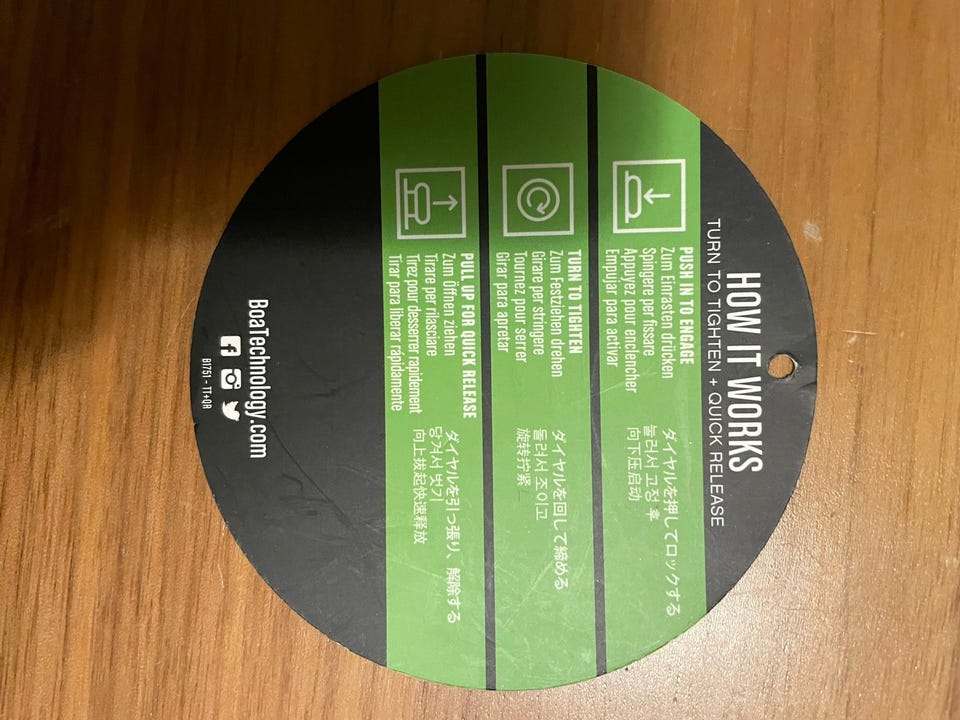 HOW IT WORKS
TURN TO TIGHTEN + QUICK RELEASE
PUSH IN TO ENGAGE
Zum Einrasten drücken
Spingere per fissare
Appuyez pour enclencher
Empujar para activar
ダイヤルを押してロックする
눌러서 고정 후
向下压启动
TURN TO TIGHTEN
Zum Festziehen drehen
Girare per stringere
Tournez pour serrer
Girar para apretar
ダイヤルを回して締める
돌려서 조이고
旋转拧紧
PULL UP FOR QUICK RELEASE
Zum Öffnen ziehen
Tirare per rilasciare
Tirez pour desserrer rapidement
Tirar para liberar rápidamente
ダイヤルを引っ張り、解除する
당겨서 벗기
向上拔起快速释放
BoaTechnology.com
B1751 - TT+QR